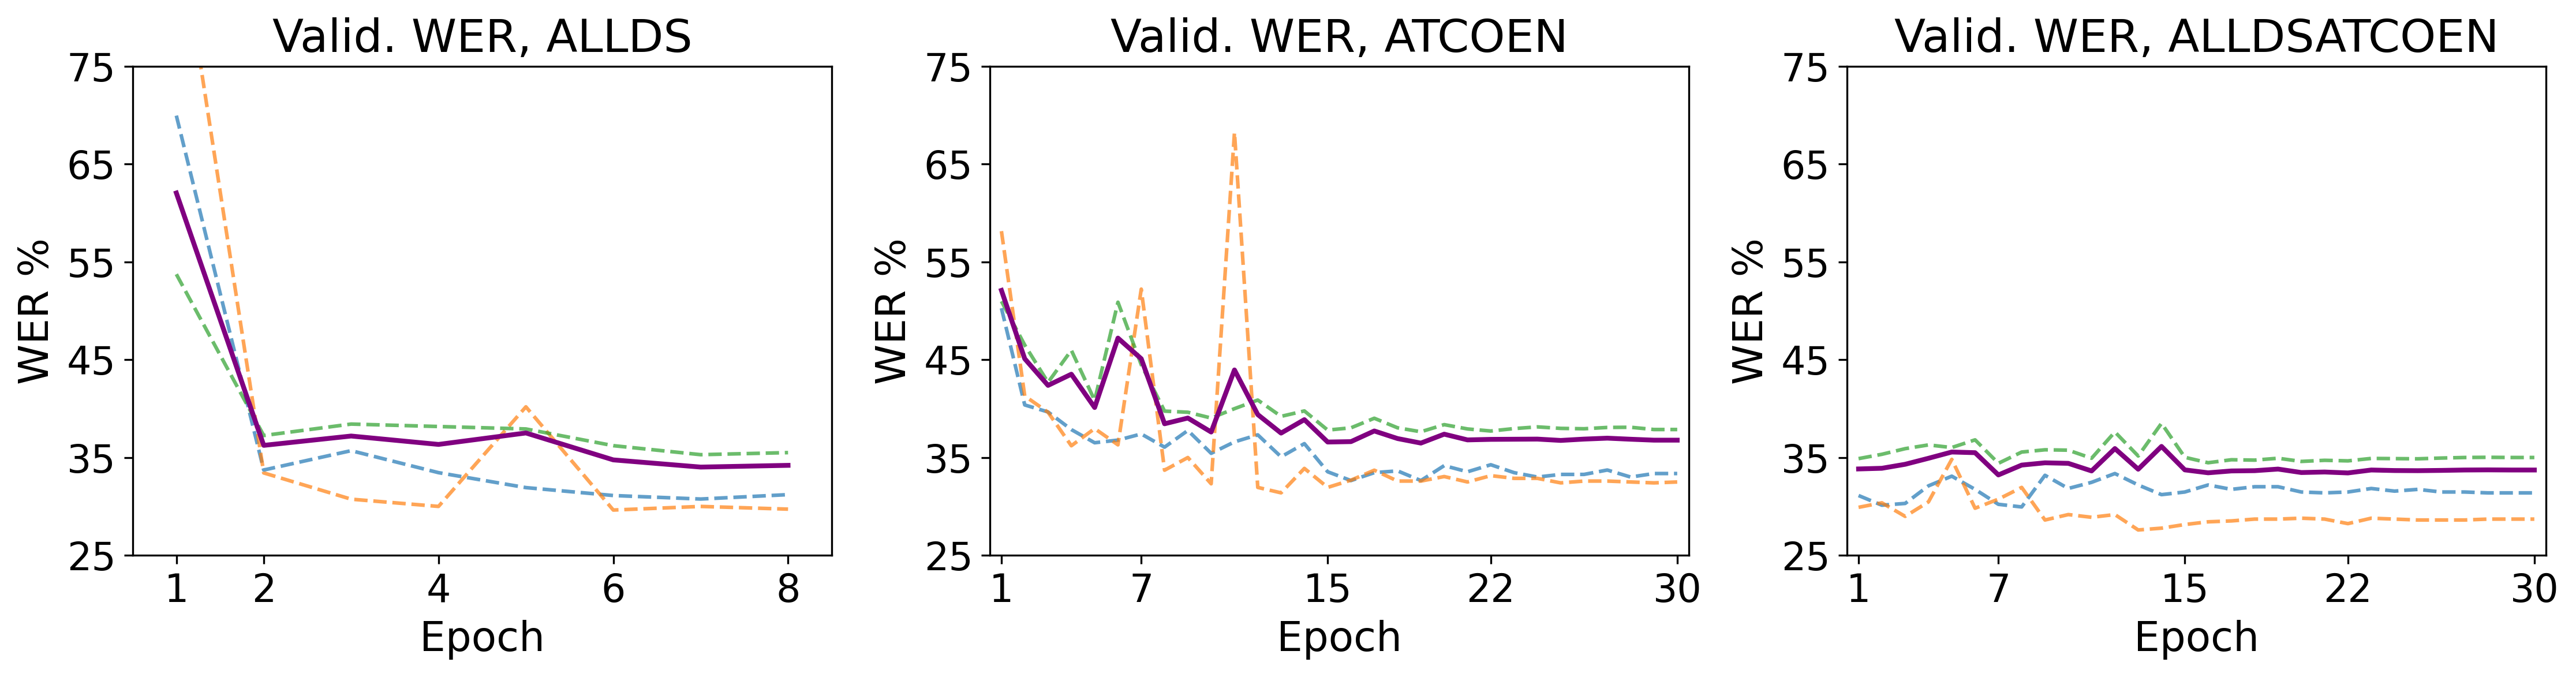 Valid. WER, ALLDS
75
65
55
45
35
25
WER %
1 2 4 6 8
Epoch
Valid. WER, ATCOEN
75
65
55
45
35
25
WER %
1 7 15 22 30
Epoch
Valid. WER, ALLDSATCOEN
75
65
55
45
35
25
WER %
1 7 15 22 30
Epoch